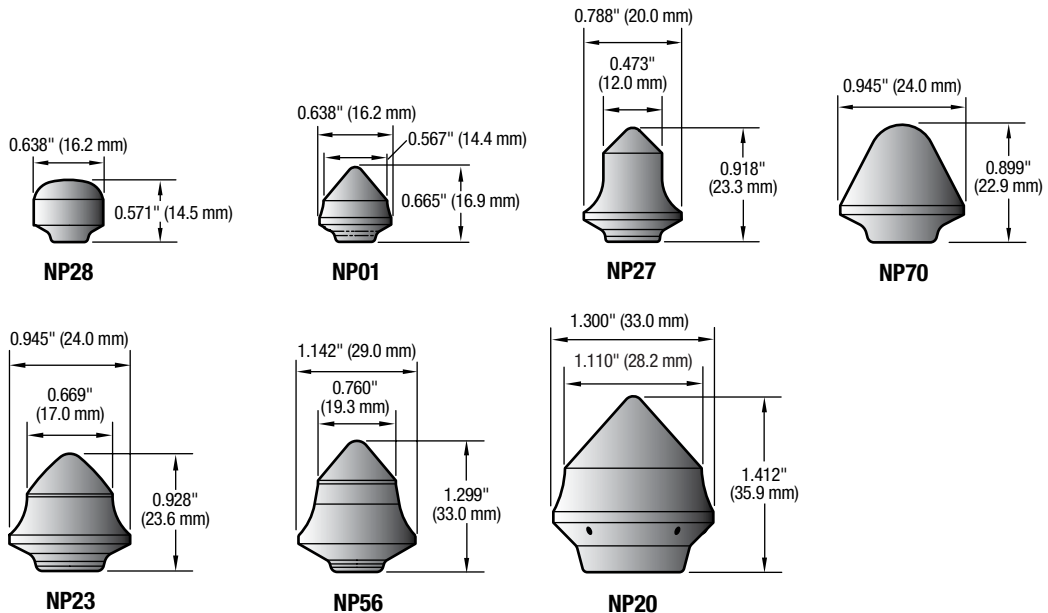 0.638" (16.2 mm)
0.571" (14.5 mm)
NP28
0.638" (16.2 mm)
0.567" (14.4 mm)
0.665" (16.9 mm)
NP01
0.788" (20.0 mm)
0.473"
(12.0 mm)
0.918"
(23.3 mm)
NP27
0.945" (24.0 mm)
0.899"
(22.9 mm)
NP70
0.945" (24.0 mm)
0.669"
(17.0 mm)
0.928"
(23.6 mm)
NP23
1.142" (29.0 mm)
0.760"
(19.3 mm)
1.299"
(33.0 mm)
NP56
1.300" (33.0 mm)
1.110" (28.2 mm)
1.412"
(35.9 mm)
NP20